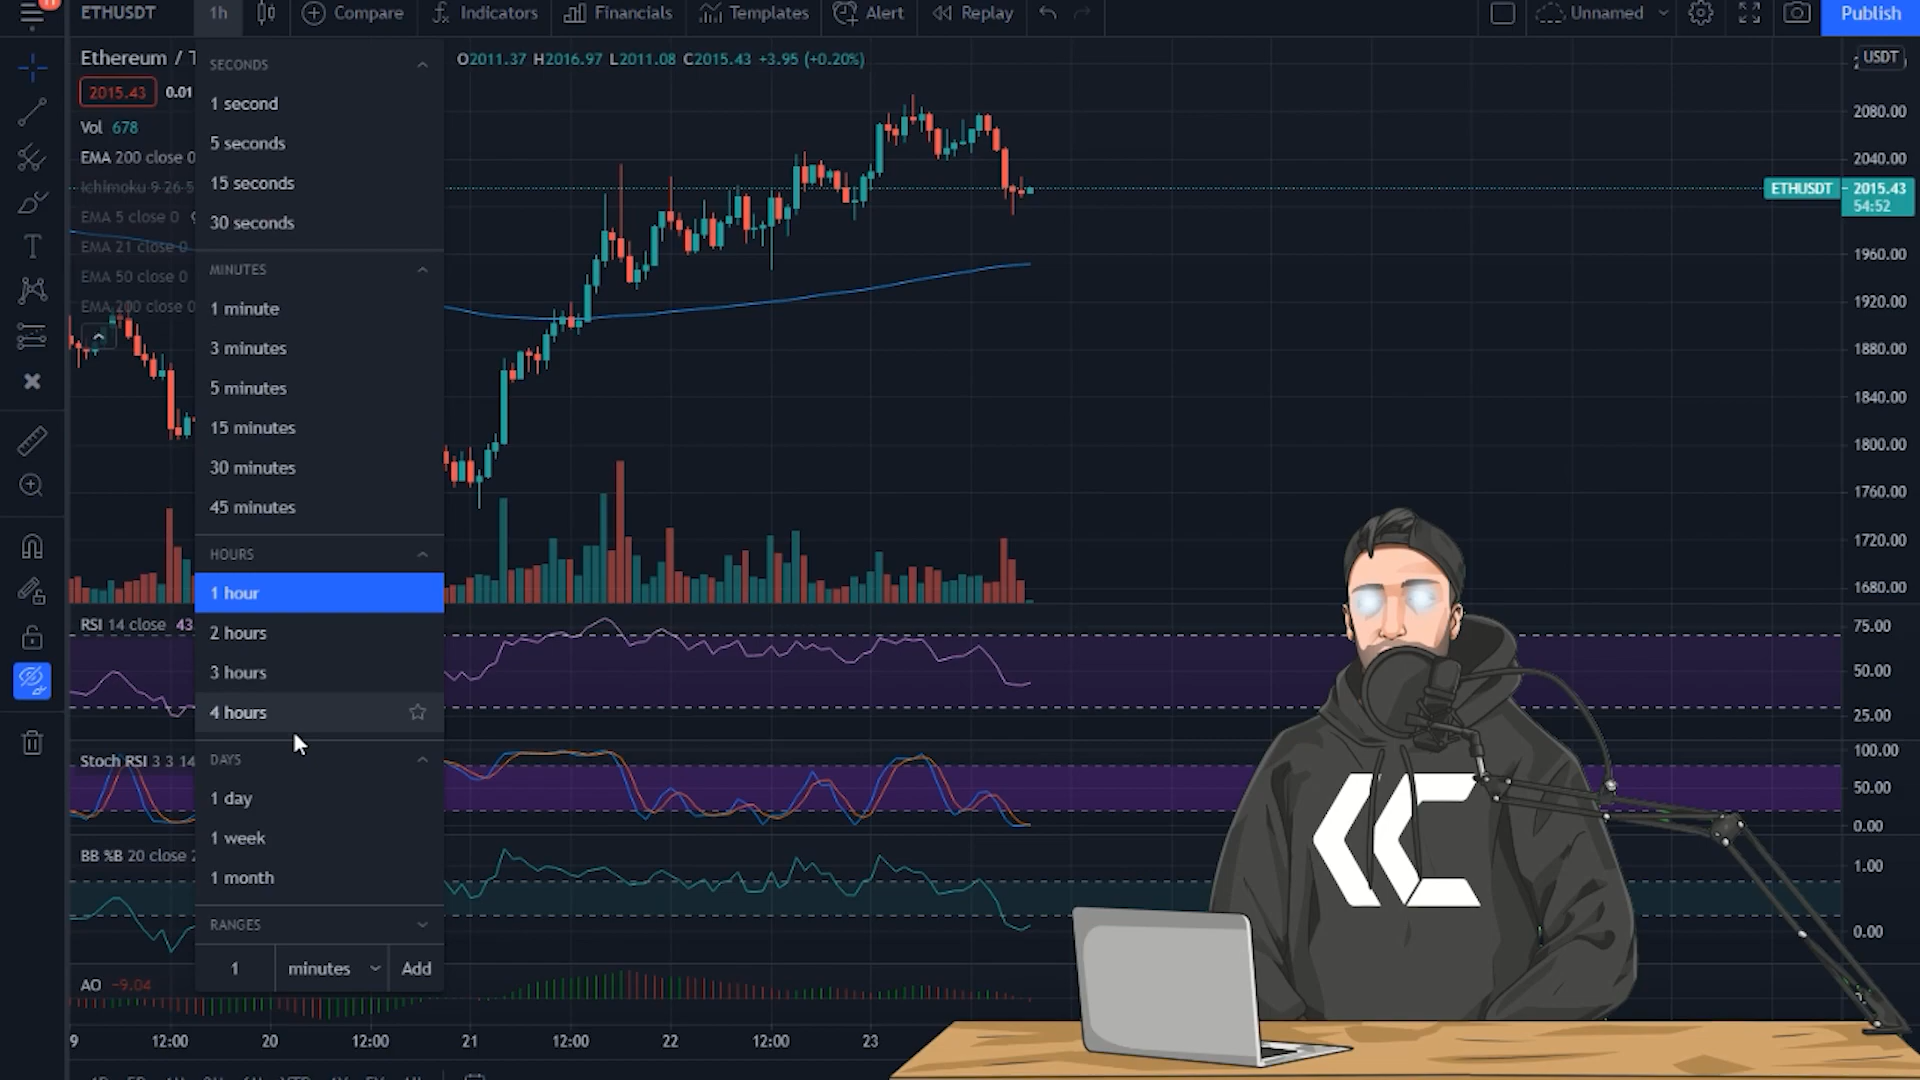 11
ETHUSDT
1h
Compare
Indicators
Financials
Templates
Alert
Replay
Unnamed
Publish
Ethereum / T
O2011.37 H2016.97 L2011.08 C2015.43 +3.95 (+0.20%)
USDT
2015.43
0.01
Vol 678
EMA 200 close 0
Ichimoku 9 26 5
EMA 5 close 0
EMA 21 close 0
EMA 50 close 0
EMA 200 close 0
SECONDS
1 second
5 seconds
15 seconds
30 seconds
MINUTES
1 minute
3 minutes
5 minutes
15 minutes
30 minutes
45 minutes
HOURS
1 hour
2 hours
3 hours
4 hours
DAYS
1 day
1 week
1 month
RANGES
1 minutes Add
2080.00
2040.00
ETHUSDT 2015.43
54:52
1960.00
1920.00
1880.00
1840.00
1800.00
1760.00
1720.00
1680.00
RSI 14 close 43
75.00
50.00
25.00
Stoch RSI 3 3 14
100.00
50.00
0.00
BB %B 20 close 2
1.00
0.00
AO -9.04
9 12:00 20 12:00 21 12:00 22 12:00 23